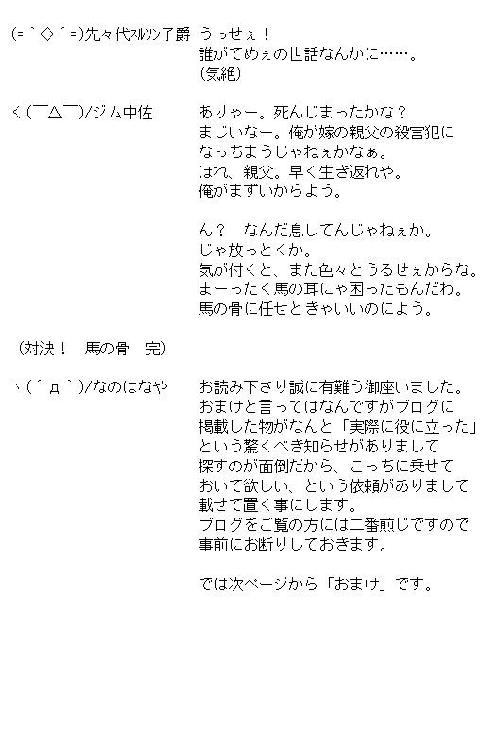 (=｀◇´=)先々代ｽﾙｿﾝ子爵 うっせぇ！
誰がてめぇの世話なんかに……。
(気絶)
く(￣△￣)/ジム中佐 ありゃー。死んじまったかな？
まじいなー。俺が嫁の親父の殺害犯に
なっちまうじゃねぇかなぁ。
はれ、親父。早く生き返れや。
俺がまずいからよう。
ん？ なんだ息してんじゃねぇか。
じゃ放っとくか。
気が付くと、また色々とうるせぇからな。
まーったく馬の耳にゃ困ったもんだわ。
馬の骨に任せときゃいいのによう。
(対決！ 馬の骨 完)
ヽ(´д｀)/なのはなや お読み下さり誠に有難う御座いました。
おまけと言ってはなんですがブログに
掲載した物がなんと「実際に役に立った」
という驚くべき知らせがありまして
探すのが面倒だから、こっちに乗せて
おいて欲しい、という依頼がありまして
載せて置く事にします。
ブログをご覧の方には二番煎じですので
事前にお断りしておきます。
では次ページから「おまけ」です。